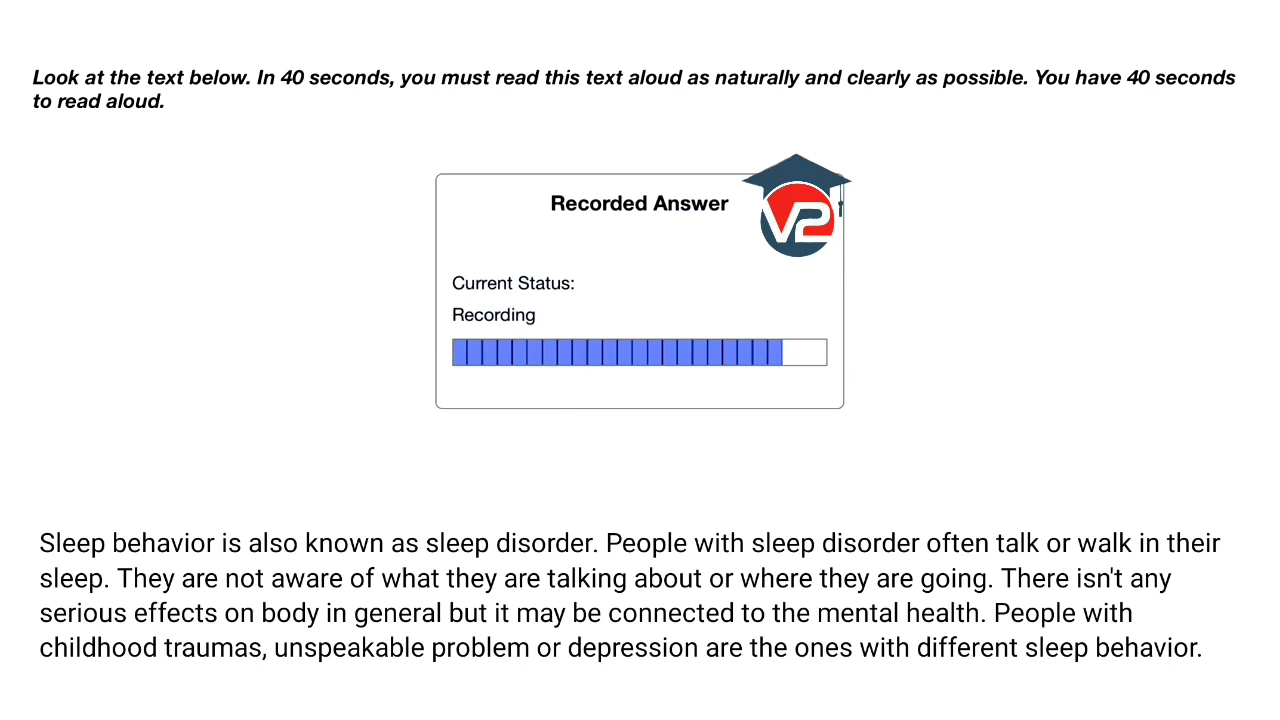 Look at the text below. In 40 seconds, you must read this text aloud as naturally and clearly as possible. You have 40 seconds
to read aloud.
Recorded Answer
V2
Current Status:
Recording
Sleep behavior is also known as sleep disorder. People with sleep disorder often talk or walk in their
sleep. They are not aware of what they are talking about or where they are going. There isn't any
serious effects on body in general but it may be connected to the mental health. People with
childhood traumas, unspeakable problem or depression are the ones with different sleep behavior.